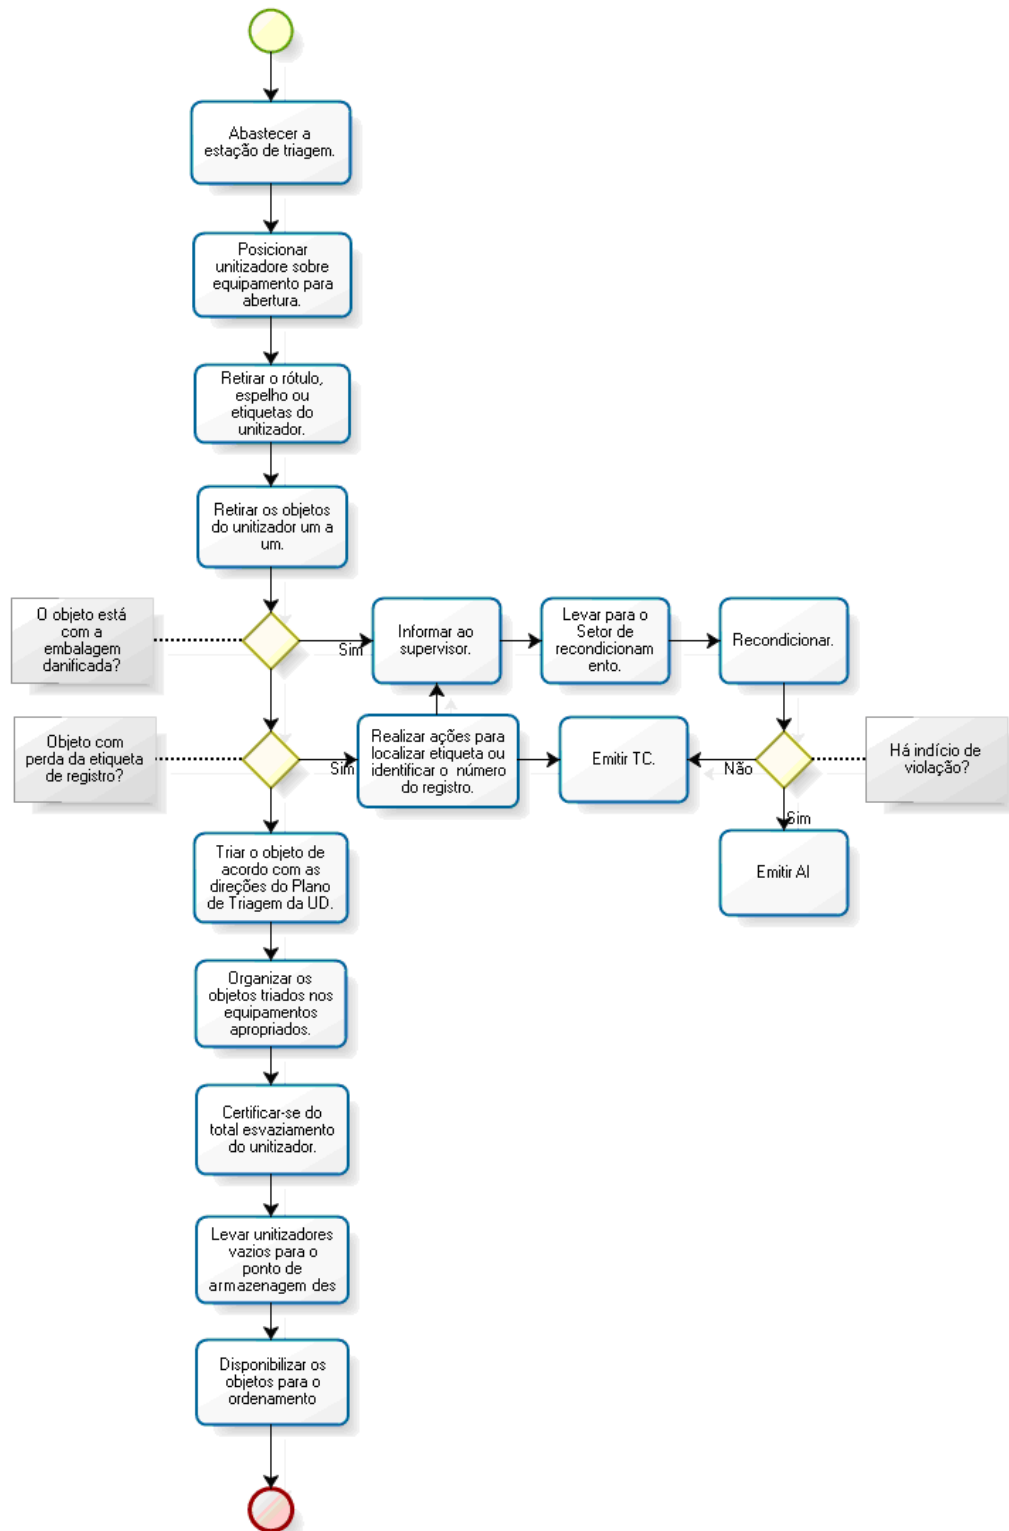 Abastecer a
estação de triagem.
Posicionar
unitizadore sobre
equipamento para
abertura.
Retirar o rótulo,
espelho ou
etiquetas do
unitizador.
Retirar os objetos
do unitizador um a
um.
O objeto está
com a
embalagem
danificada?
Sim
Informar ao
supervisor.
Levar para o
Setor de
recondicionam
ento.
Recondicionar.
Objeto com
perda da etiqueta
de registro?
Sim
Realizar ações para
localizar etiqueta ou
identificar o número
do registro.
Emitir TC.
Não
Há indício de
violação?
Sim
Emitir AI
Triar o objeto de
acordo com as
direções do Plano
de Triagem da UD.
Organizar os
objetos triados nos
equipamentos
apropriados.
Certificar-se do
total esvaziamento
do unitizador.
Levar unitizadores
vazios para o
ponto de
armazenagem des
Disponibilizar os
objetos para o
ordenamento